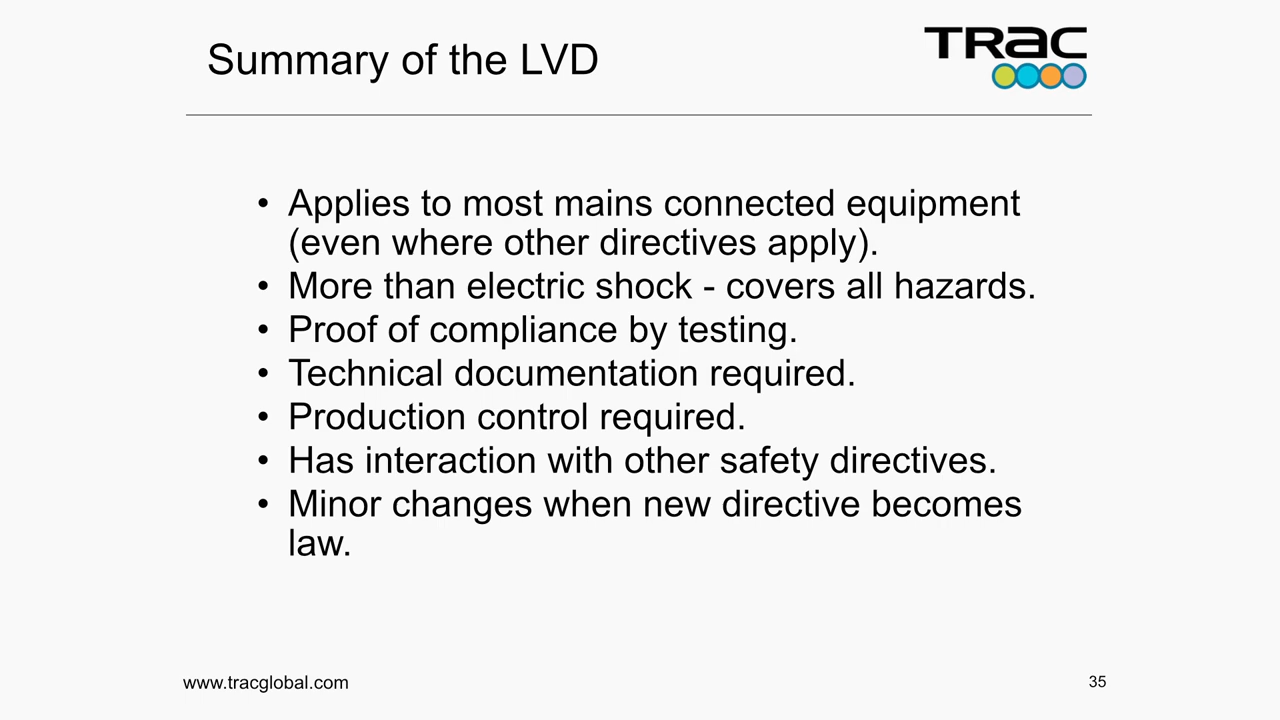 Summary of the LVD
TRaC
• Applies to most mains connected equipment
(even where other directives apply).
• More than electric shock - covers all hazards.
• Proof of compliance by testing.
• Technical documentation required.
• Production control required.
• Has interaction with other safety directives.
• Minor changes when new directive becomes
law.
www.tracglobal.com
35